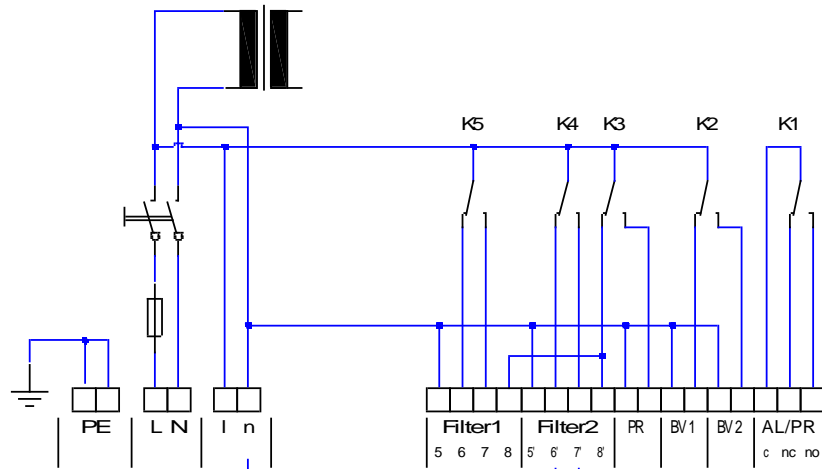 K5 K4 K3 K2 K1
PE L N l n Filter1 Filter2 PR BV1 BV2 AL/PR
5 6 7 8 5' 6' 7' 8' c nc no